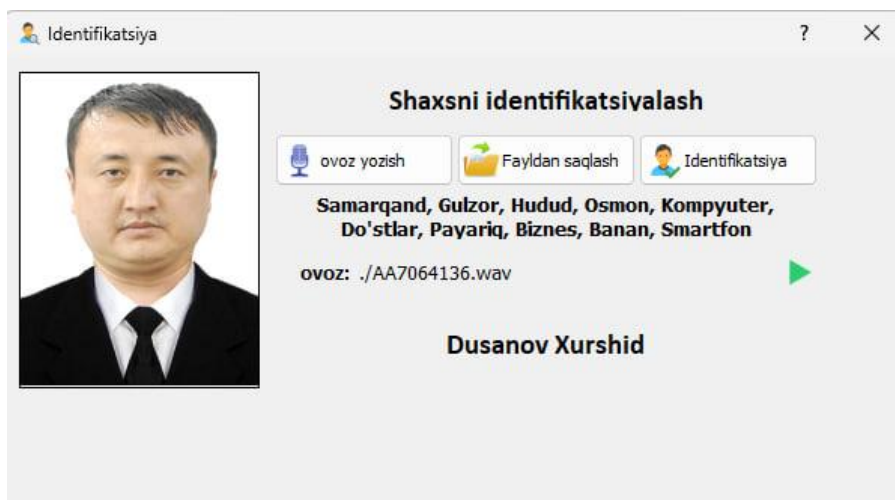 Identifikatsiya
?
Shaxsni identifikatsiyalash
ovoz yozish
Fayldan saqlash
Identifikatsiya
Samarqand, Gulzor, Hudud, Osmon, Kompyuter,
Do'stlar, Payariq, Biznes, Banan, Smartfon
ovoz: ./AA7064136.wav
Dusanov Xurshid